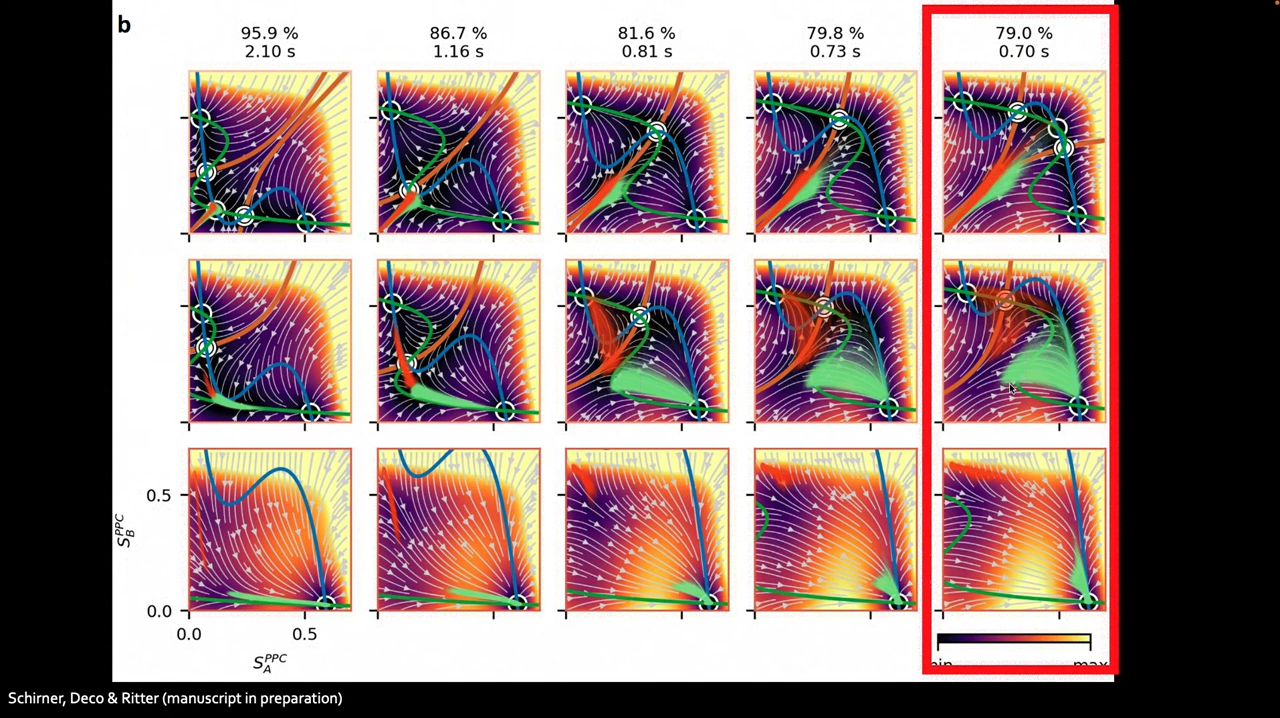 b
95.9 % 86.7 % 81.6 % 79.8 % 79.0 %
2.10 s 1.16 s 0.81 s 0.73 s 0.70 s
0.5
S_B^PPC
0.0
0.0 0.5
S_A^PPC
Schirner, Deco & Ritter (manuscript in preparation)